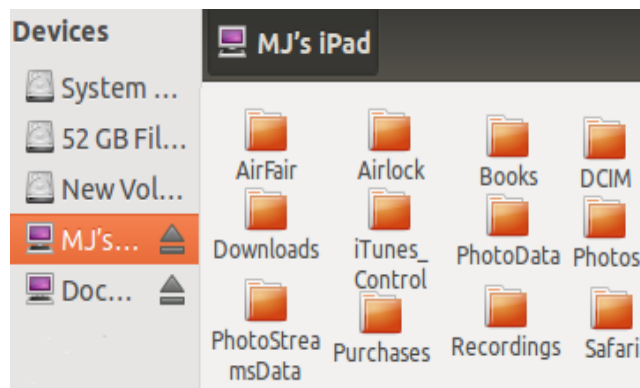 Devices
System ...
52 GB Fil...
New Vol...
MJ's...
Doc...
MJ's iPad
AirFair
Airlock
Books
DCIM
Downloads
iTunes_
Control
PhotoData
Photos
PhotoStrea
msData
Purchases
Recordings
Safari